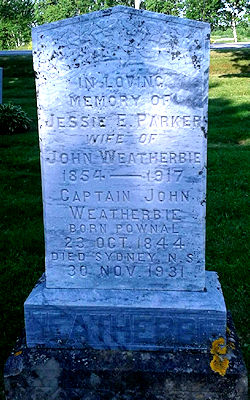 IN LOVING
MEMORY OF
JESSIE E. PARKER
WIFE OF
JOHN WEATHERBIE
1854 — 1917
CAPTAIN JOHN
WEATHERBIE
BORN POWNAL
23 OCT. 1844
DIED SYDNEY, N.S.
30 NOV. 1931
WEATHERBIE